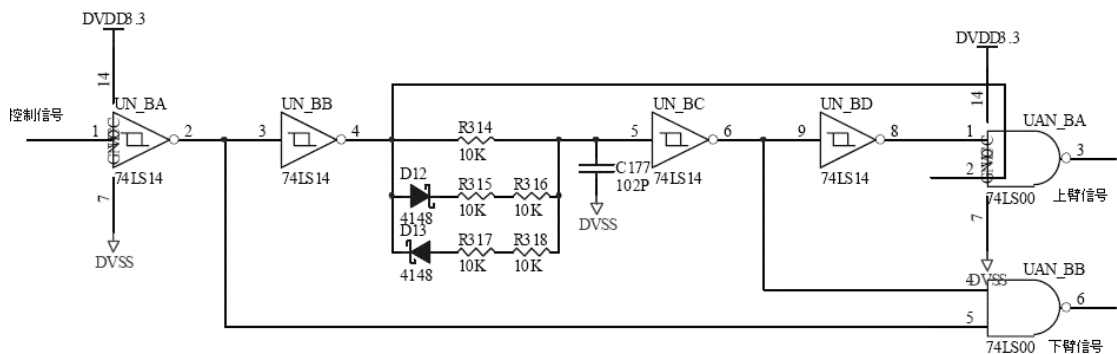 DVDD3.3
14
控制信号
1
GND
DC
UN_BA
2
74LS14
7
DVSS
3
UN_BB
4
74LS14
R314
10K
D12
4148
R315
10K
R316
10K
D13
4148
R317
10K
R318
10K
C177
102P
DVSS
5
UN_BC
6
74LS14
9
UN_BD
8
74LS14
DVDD3.3
14
1
2
UAN_BA
3
74LS00
上臂信号
7
DVSS
4
5
UAN_BB
6
74LS00
下臂信号